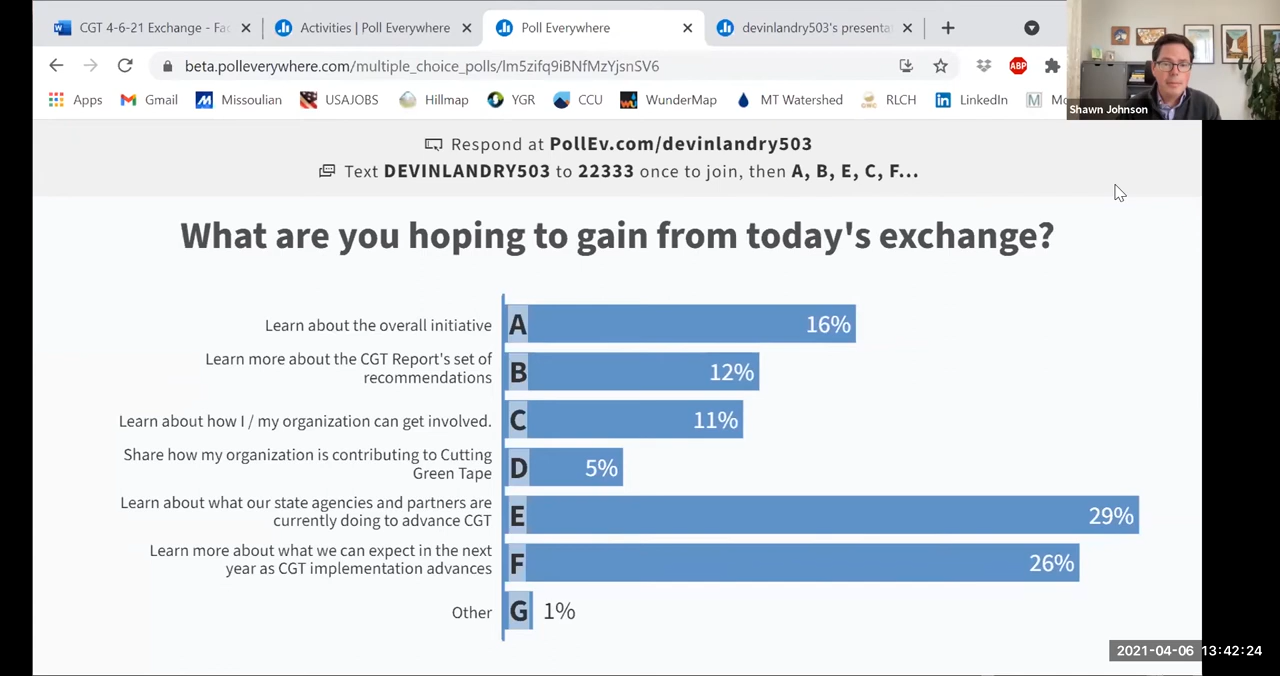 CGT 4-6-21 Exchange - Fac
Activities | Poll Everywhere
Poll Everywhere
devinlandry503's presenta
beta.polleverywhere.com/multiple_choice_polls/lm5zifq9iBNfMzYjsnSV6
ABP
Apps
Gmail
Missoulian
USAJOBS
Hillmap
YGR
CCU
WunderMap
MT Watershed
RLCH
LinkedIn
Mo
Shawn Johnson
Respond at PollEv.com/devinlandry503
Text DEVINLANDRY503 to 22333 once to join, then A, B, E, C, F...
What are you hoping to gain from today's exchange?
Learn about the overall initiative A 16%
Learn more about the CGT Report's set of
recommendations B 12%
Learn about how I / my organization can get involved. C 11%
Share how my organization is contributing to Cutting
Green Tape D 5%
Learn about what our state agencies and partners are
currently doing to advance CGT E 29%
Learn more about what we can expect in the next
year as CGT implementation advances F 26%
Other G 1%
2021-04-06 13:42:24